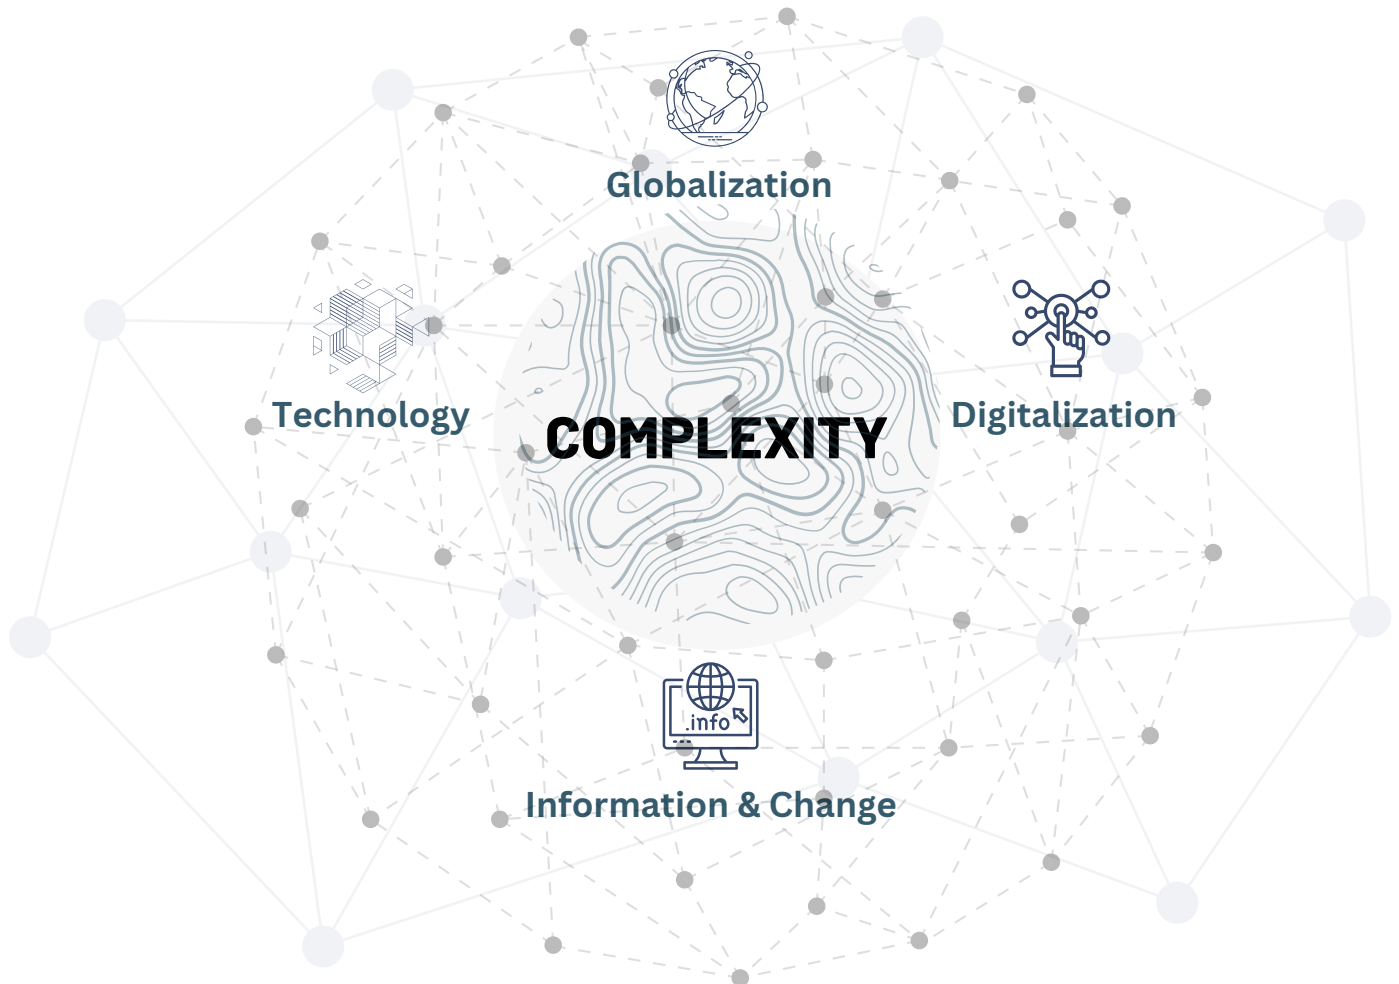 Globalization
Technology
COMPLEXITY
Digitalization
.info
Information & Change